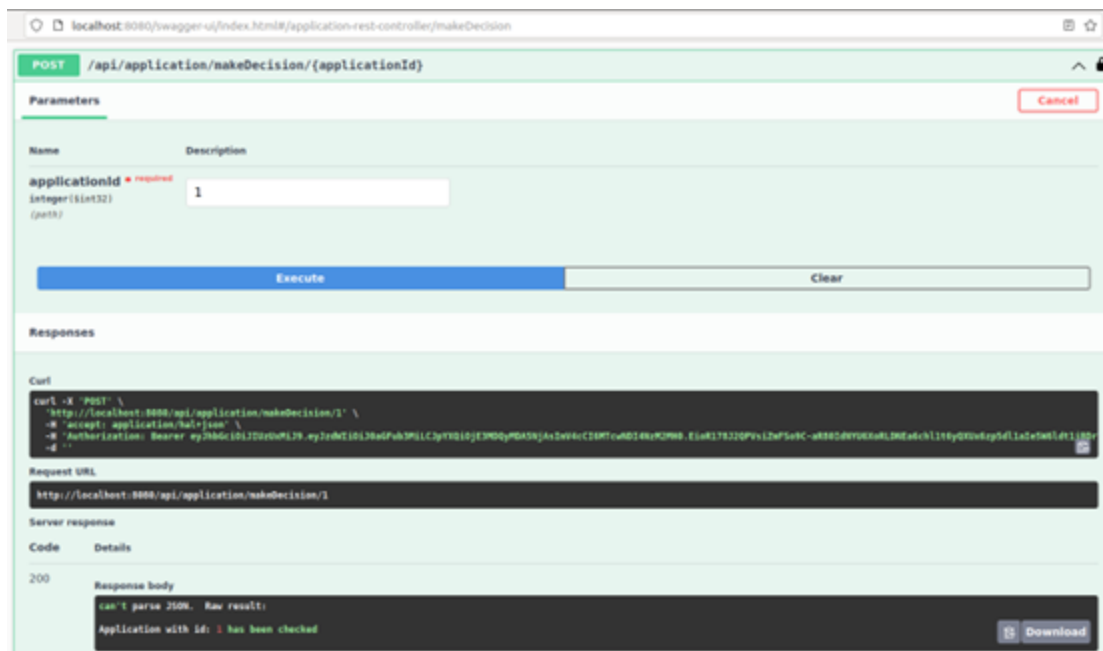 localhost:8080/swagger-ui/index.html#/application-rest-controller/makeDecision
POST /api/application/makeDecision/{applicationId}
Parameters
Cancel
Name Description
applicationId * required
integer($int32)
(path)
1
Execute Clear
Responses
Curl
curl -X 'POST' \
'http://localhost:8080/api/application/makeDecision/1' \
-H 'accept: application/hal+json' \
-H 'Authorization: Bearer
-d ''
Request URL
http://localhost:8080/api/application/makeDecision/1
Server response
Code Details
200
Response body
can't parse JSON. Raw result:
Application with id: 1 has been checked
Download